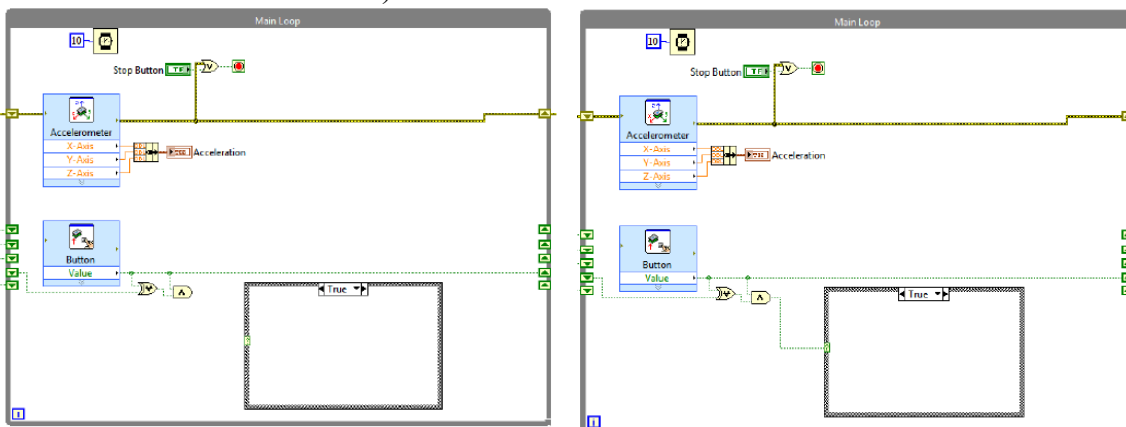 Main Loop
10
Stop Button TF
Accelerometer
X-Axis
Y-Axis
Z-Axis
Acceleration
Button
Value
True
i
Main Loop
10
Stop Button TF
Accelerometer
X-Axis
Y-Axis
Z-Axis
Acceleration
Button
Value
True
i